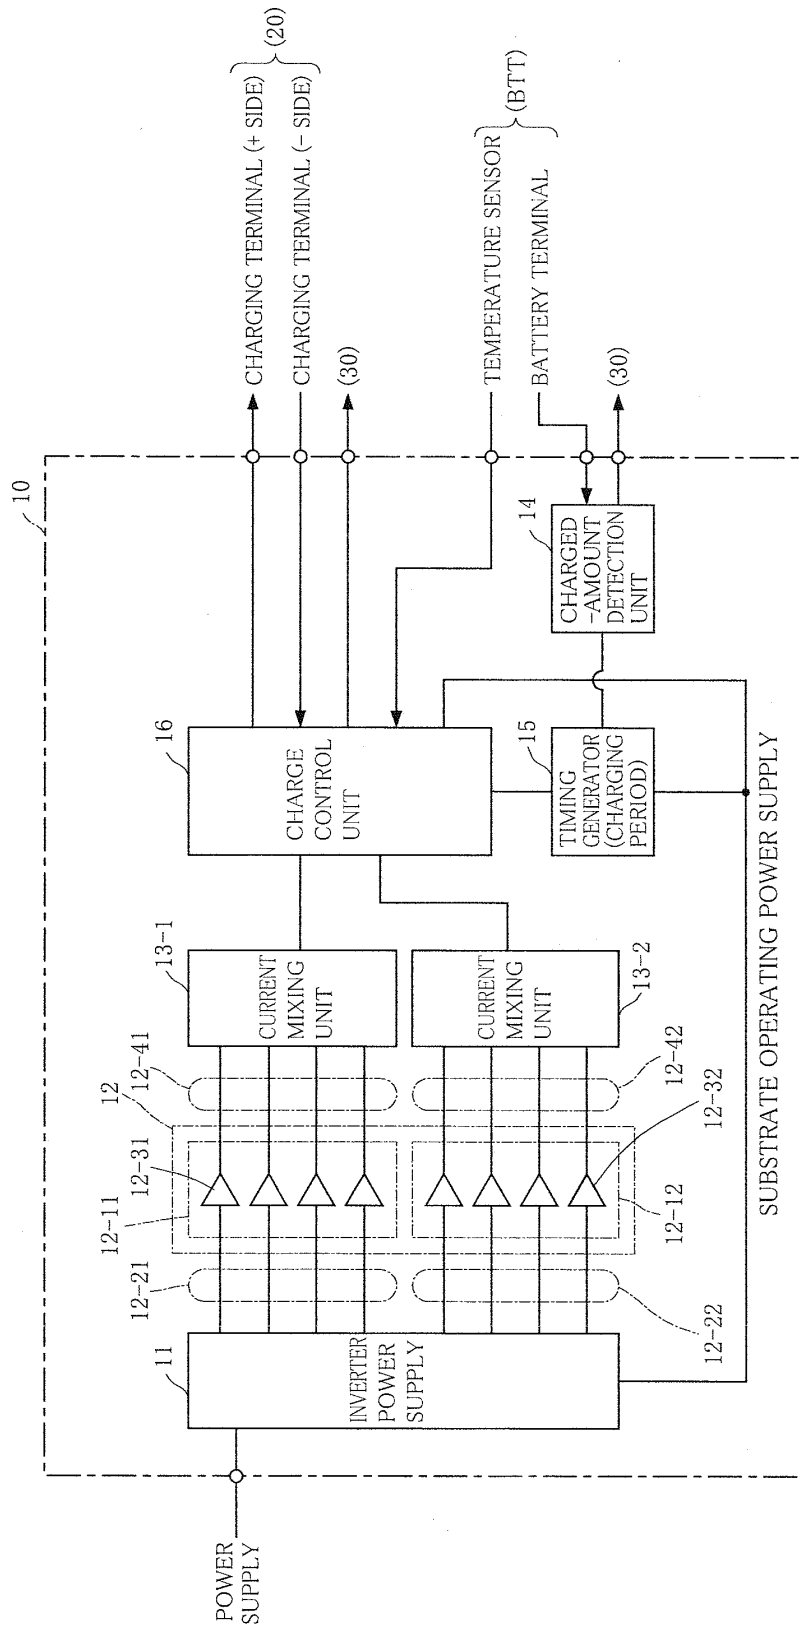 10
POWER
SUPPLY
11
INVERTER
POWER
SUPPLY
12-21
12-22
12-11
12-31
12
12-41
12-12
12-32
12-42
13-1
CURRENT
MIXING
UNIT
CURRENT
MIXING
UNIT
13-2
16
CHARGE
CONTROL
UNIT
15
TIMING
GENERATOR
(CHARGING
PERIOD)
14
CHARGED
-AMOUNT
DETECTION
UNIT
CHARGING TERMINAL (+ SIDE)
CHARGING TERMINAL (- SIDE)
(20)
(30)
TEMPERATURE SENSOR
BATTERY TERMINAL
(BTT)
(30)
SUBSTRATE OPERATING POWER SUPPLY